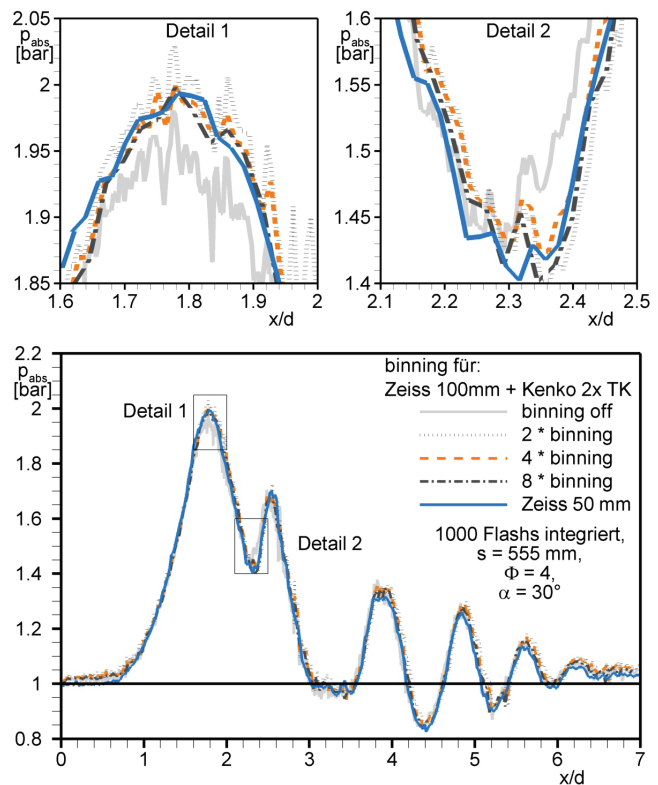 2.05
p_abs
[bar]
Detail 1
2
1.95
1.9
1.85
1.6 1.7 1.8 1.9 2
x/d
p_abs
[bar]
Detail 2
1.6
1.55
1.5
1.45
1.4
2.1 2.2 2.3 2.4 2.5
x/d
2.2
p_abs
[bar]
2
1.8
1.6
1.4
1.2
1
0.8
Detail 1
Detail 2
binning für:
Zeiss 100mm + Kenko 2x TK
binning off
2 * binning
4 * binning
8 * binning
Zeiss 50 mm
1000 Flashs integriert,
s = 555 mm,
Φ = 4,
α = 30°
0 1 2 3 4 5 6 7
x/d